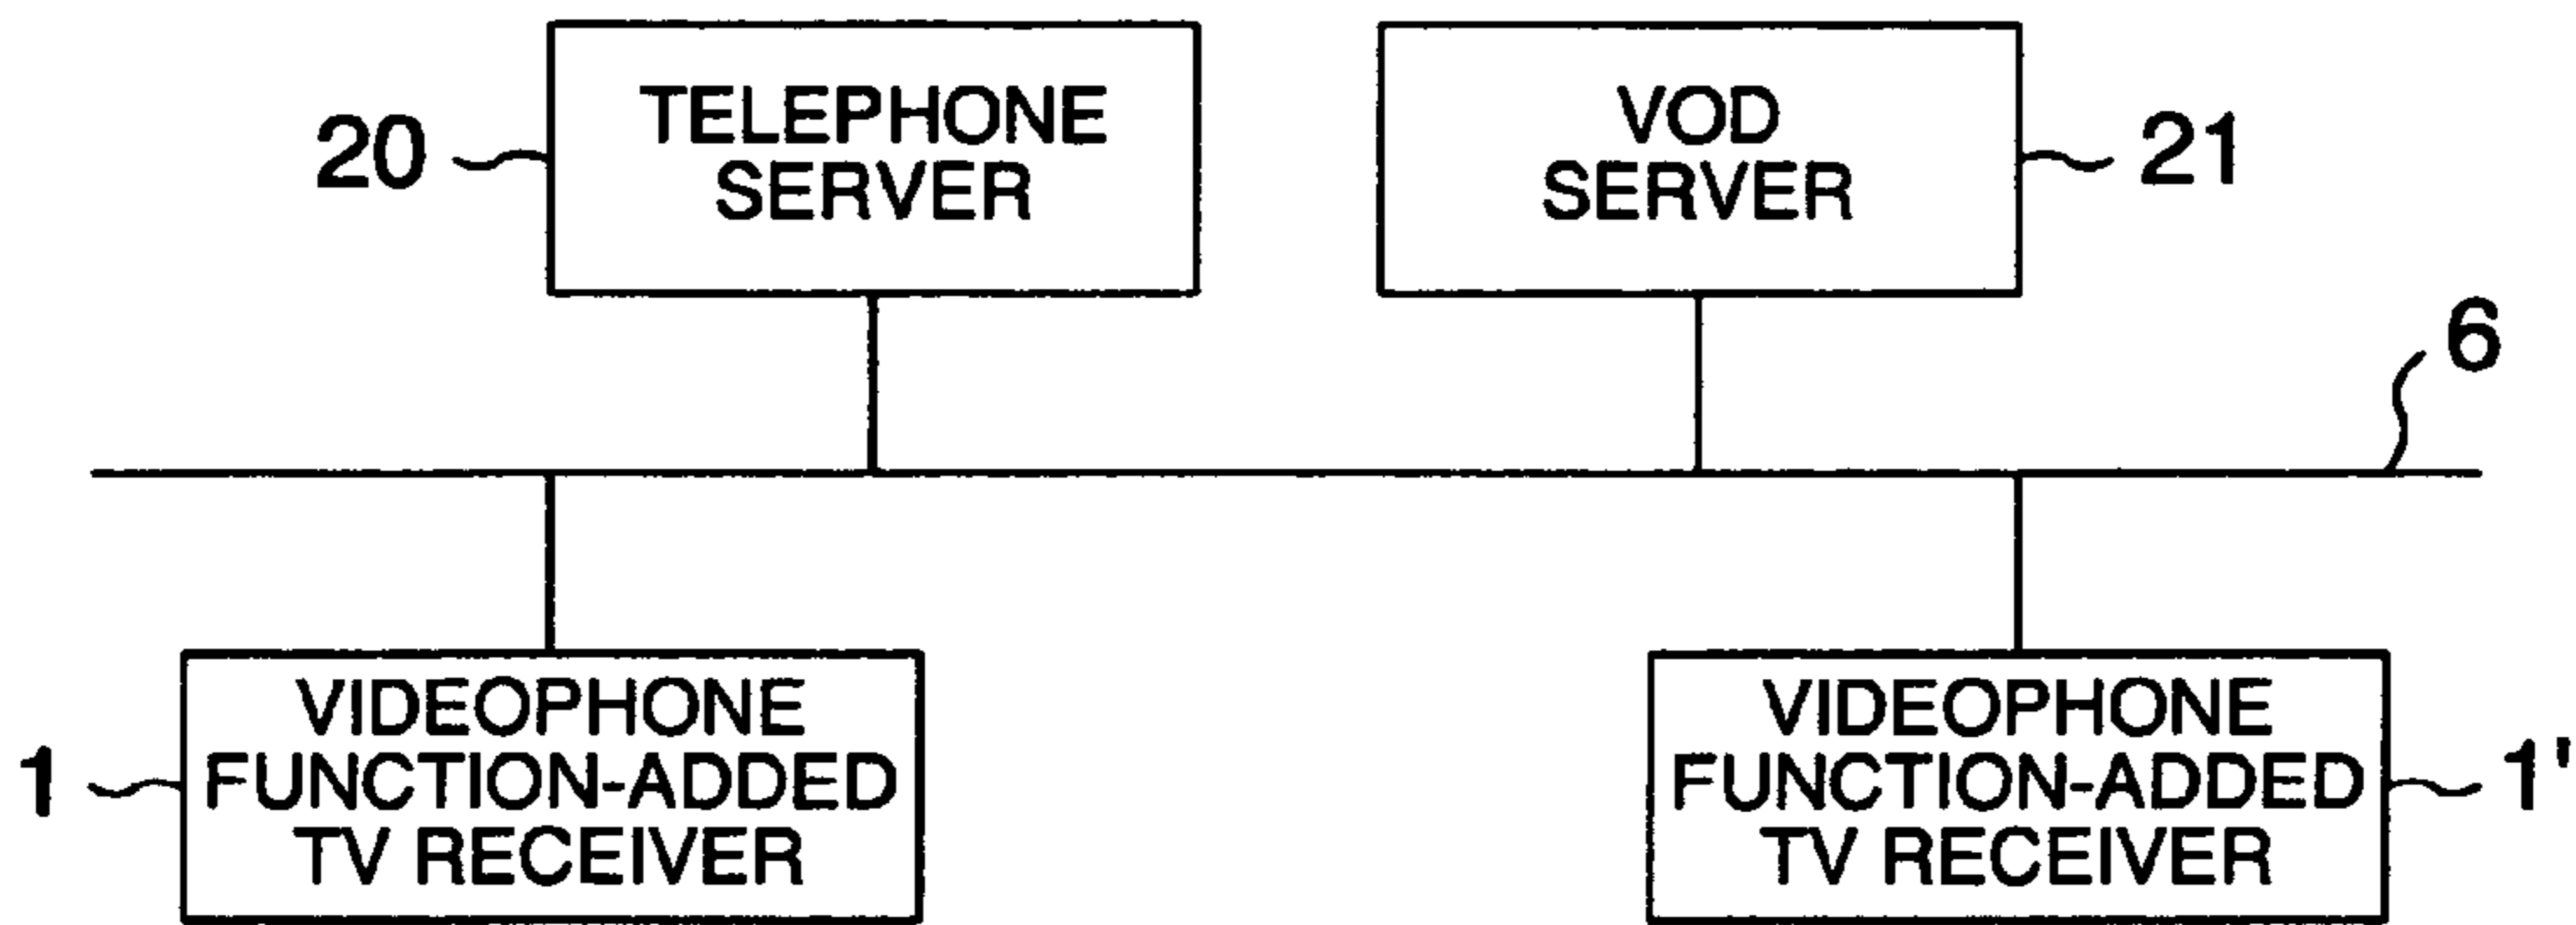 20
TELEPHONE
SERVER
VOD
SERVER
21
6
1
VIDEOPHONE
FUNCTION-ADDED
TV RECEIVER
VIDEOPHONE
FUNCTION-ADDED
TV RECEIVER
1'